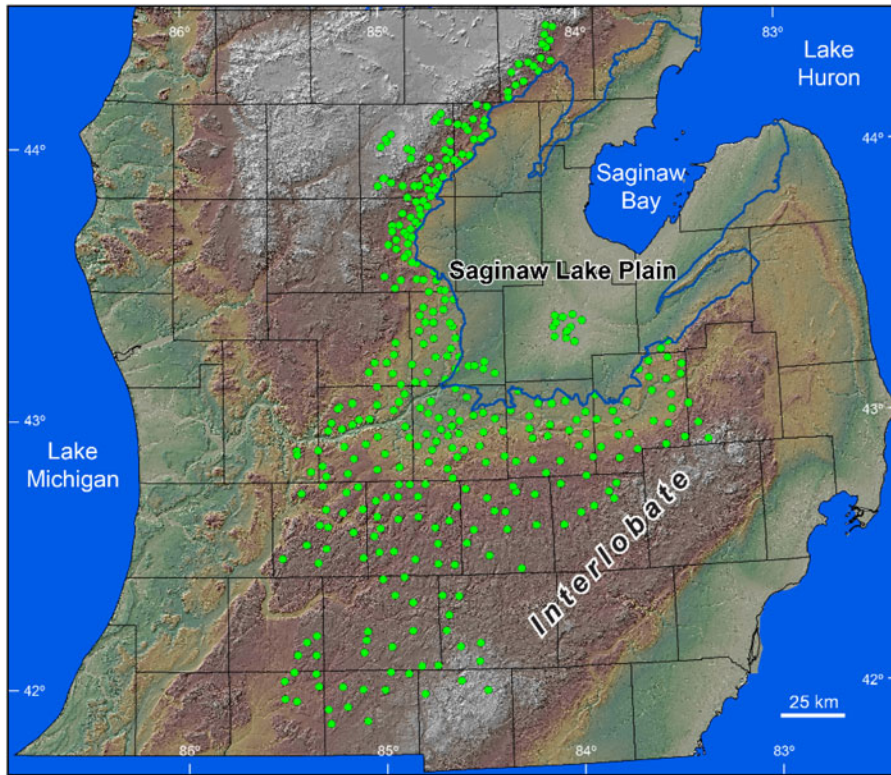 86°
85°
84°
83°
Lake
Huron
44°
44°
Saginaw
Bay
Saginaw Lake Plain
43°
43°
Lake
Michigan
Interlobate
42°
42°
25 km
86°
85°
84°
83°